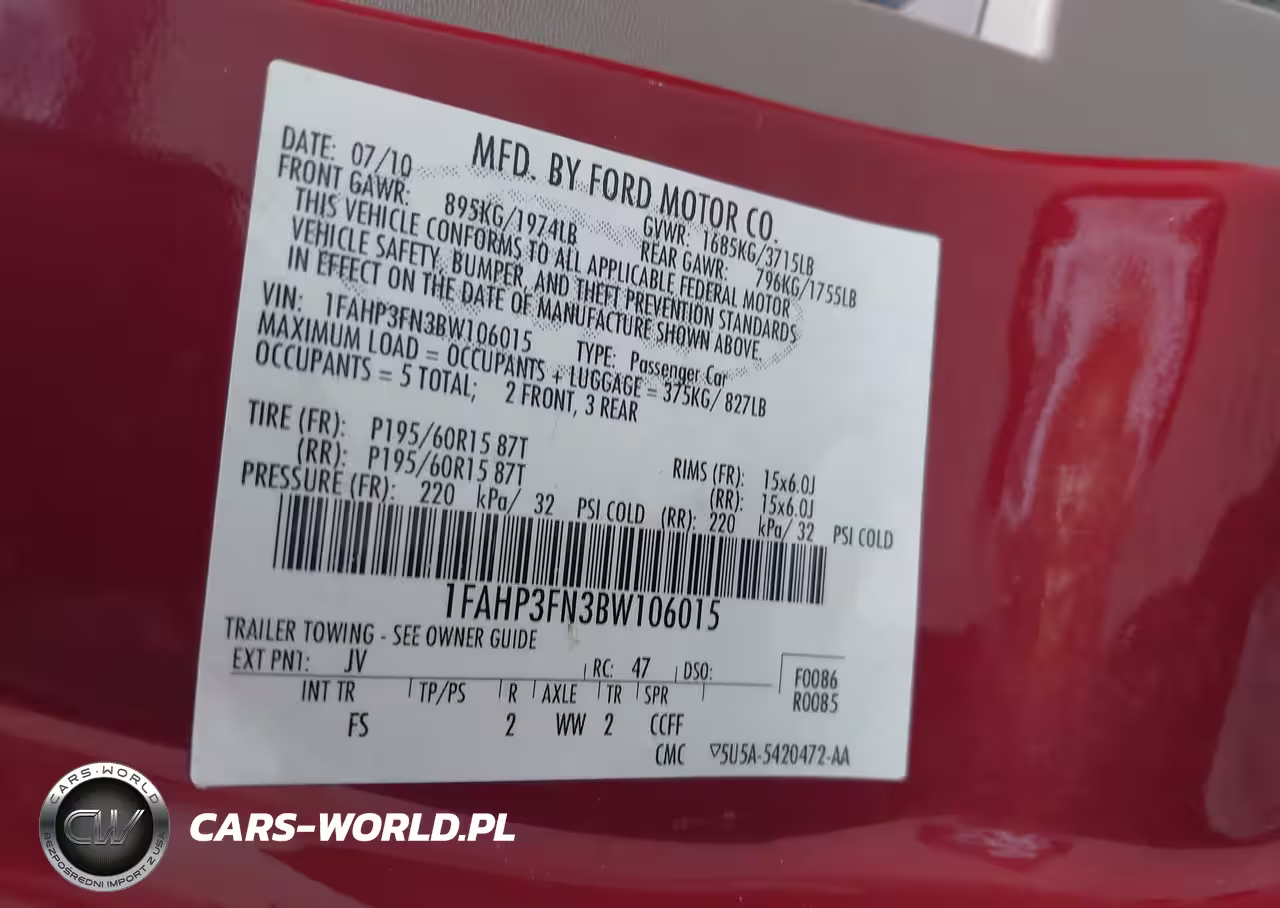 MFD. BY FORD MOTOR CO.
DATE: 07/10 GVWR: 1685KG/3715LB
FRONT GAWR: 895KG/1974LB REAR GAWR: 796KG/1755LB
THIS VEHICLE CONFORMS TO ALL APPLICABLE FEDERAL MOTOR
VEHICLE SAFETY, BUMPER, AND THEFT PREVENTION STANDARDS
IN EFFECT ON THE DATE OF MANUFACTURE SHOWN ABOVE.
VIN: 1FAHP3FN3BW106015 TYPE: Passenger Car
MAXIMUM LOAD = OCCUPANTS + LUGGAGE = 375KG/ 827LB
OCCUPANTS = 5 TOTAL; 2 FRONT, 3 REAR
TIRE (FR): P195/60R15 87T RIMS (FR): 15x6.0J
(RR): P195/60R15 87T (RR): 15x6.0J
PRESSURE (FR): 220 kPa/ 32 PSI COLD (RR): 220 kPa/ 32 PSI COLD
1FAHP3FN3BW106015
TRAILER TOWING - SEE OWNER GUIDE
EXT PNT: JV RC: 47 DSO: F0086
R0085
INT TR TP/PS R AXLE TR SPR
FS 2 WW 2 CCFF
CMC ▽5U5A-5420472-AA
CARS-WORLD
CW
BEZPOŚREDNI IMPORT Z USA
CARS-WORLD.PL